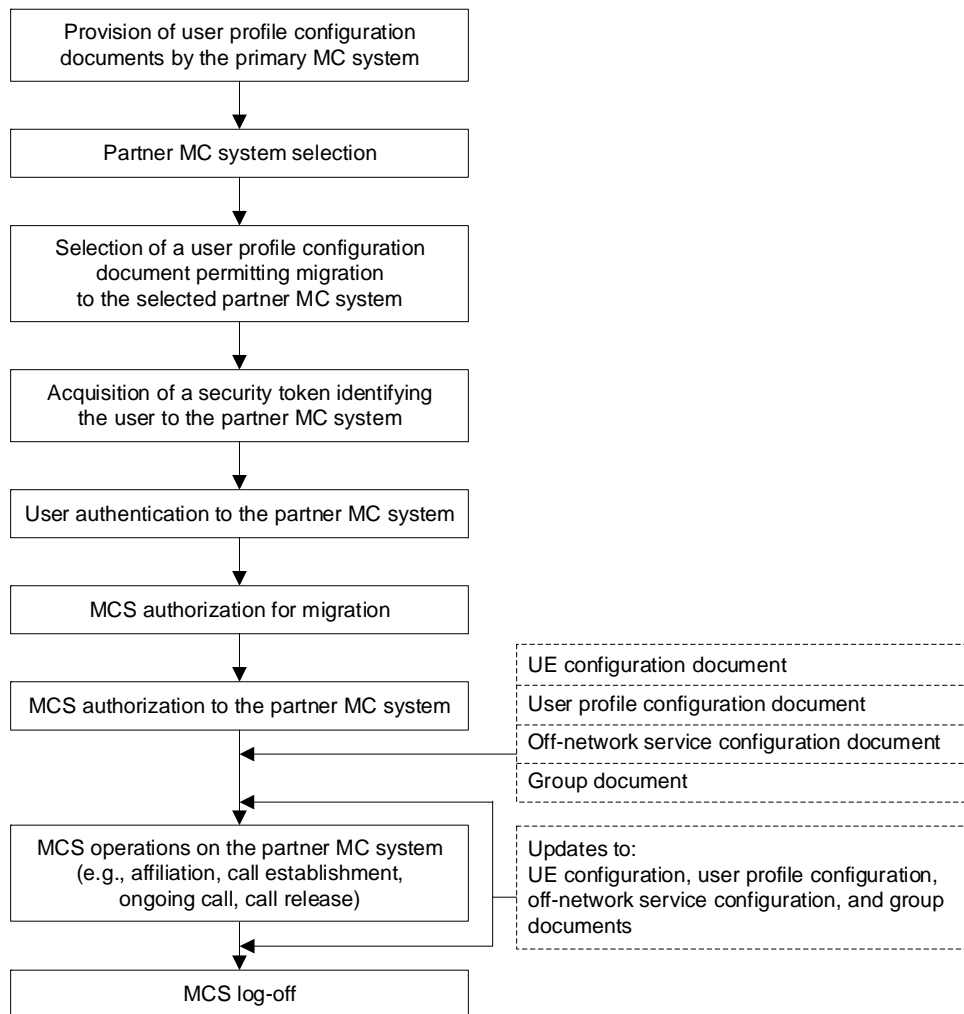 Provision of user profile configuration
documents by the primary MC system
Partner MC system selection
Selection of a user profile configuration
document permitting migration
to the selected partner MC system
Acquisition of a security token identifying
the user to the partner MC system
User authentication to the partner MC system
MCS authorization for migration
MCS authorization to the partner MC system
UE configuration document
User profile configuration document
Off-network service configuration document
Group document
MCS operations on the partner MC system
(e.g., affiliation, call establishment,
ongoing call, call release)
Updates to:
UE configuration, user profile configuration,
off-network service configuration, and group
documents
MCS log-off